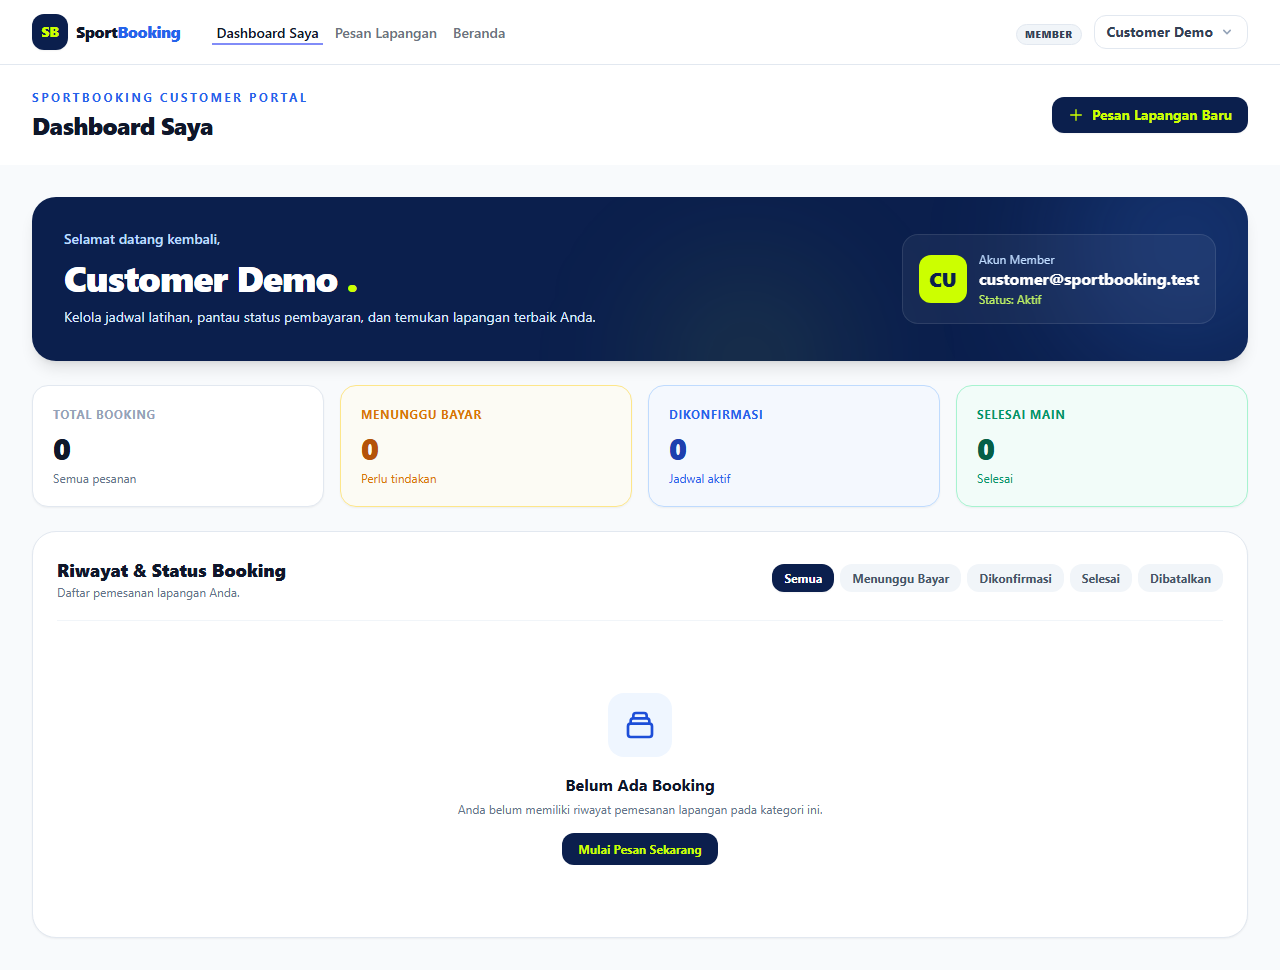 SB SportBooking Dashboard Saya Pesan Lapangan Beranda MEMBER Customer Demo
SPORTBOOKING CUSTOMER PORTAL
Dashboard Saya
+ Pesan Lapangan Baru
Selamat datang kembali,
Customer Demo .
Kelola jadwal latihan, pantau status pembayaran, dan temukan lapangan terbaik Anda.
CU
Akun Member
customer@sportbooking.test
Status: Aktif
TOTAL BOOKING
0
Semua pesanan
MENUNGGU BAYAR
0
Perlu tindakan
DIKONFIRMASI
0
Jadwal aktif
SELESAI MAIN
0
Selesai
Riwayat & Status Booking
Daftar pemesanan lapangan Anda.
Semua Menunggu Bayar Dikonfirmasi Selesai Dibatalkan
Belum Ada Booking
Anda belum memiliki riwayat pemesanan lapangan pada kategori ini.
Mulai Pesan Sekarang